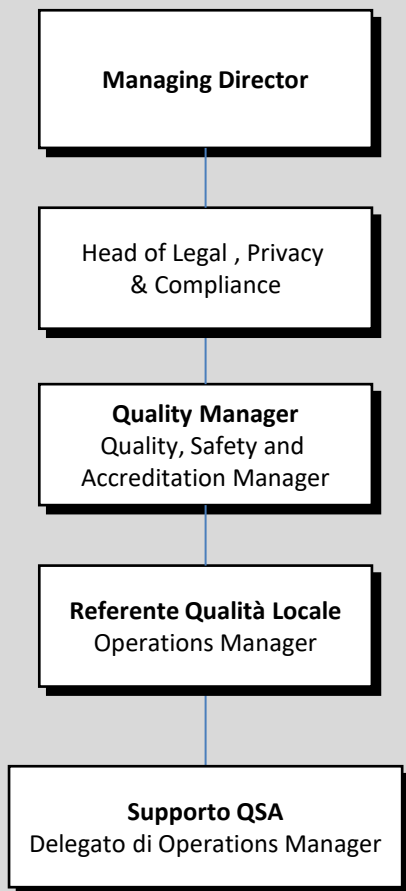 Managing Director
Head of Legal , Privacy
& Compliance
Quality Manager
Quality, Safety and
Accreditation Manager
Referente Qualità Locale
Operations Manager
Supporto QSA
Delegato di Operations Manager